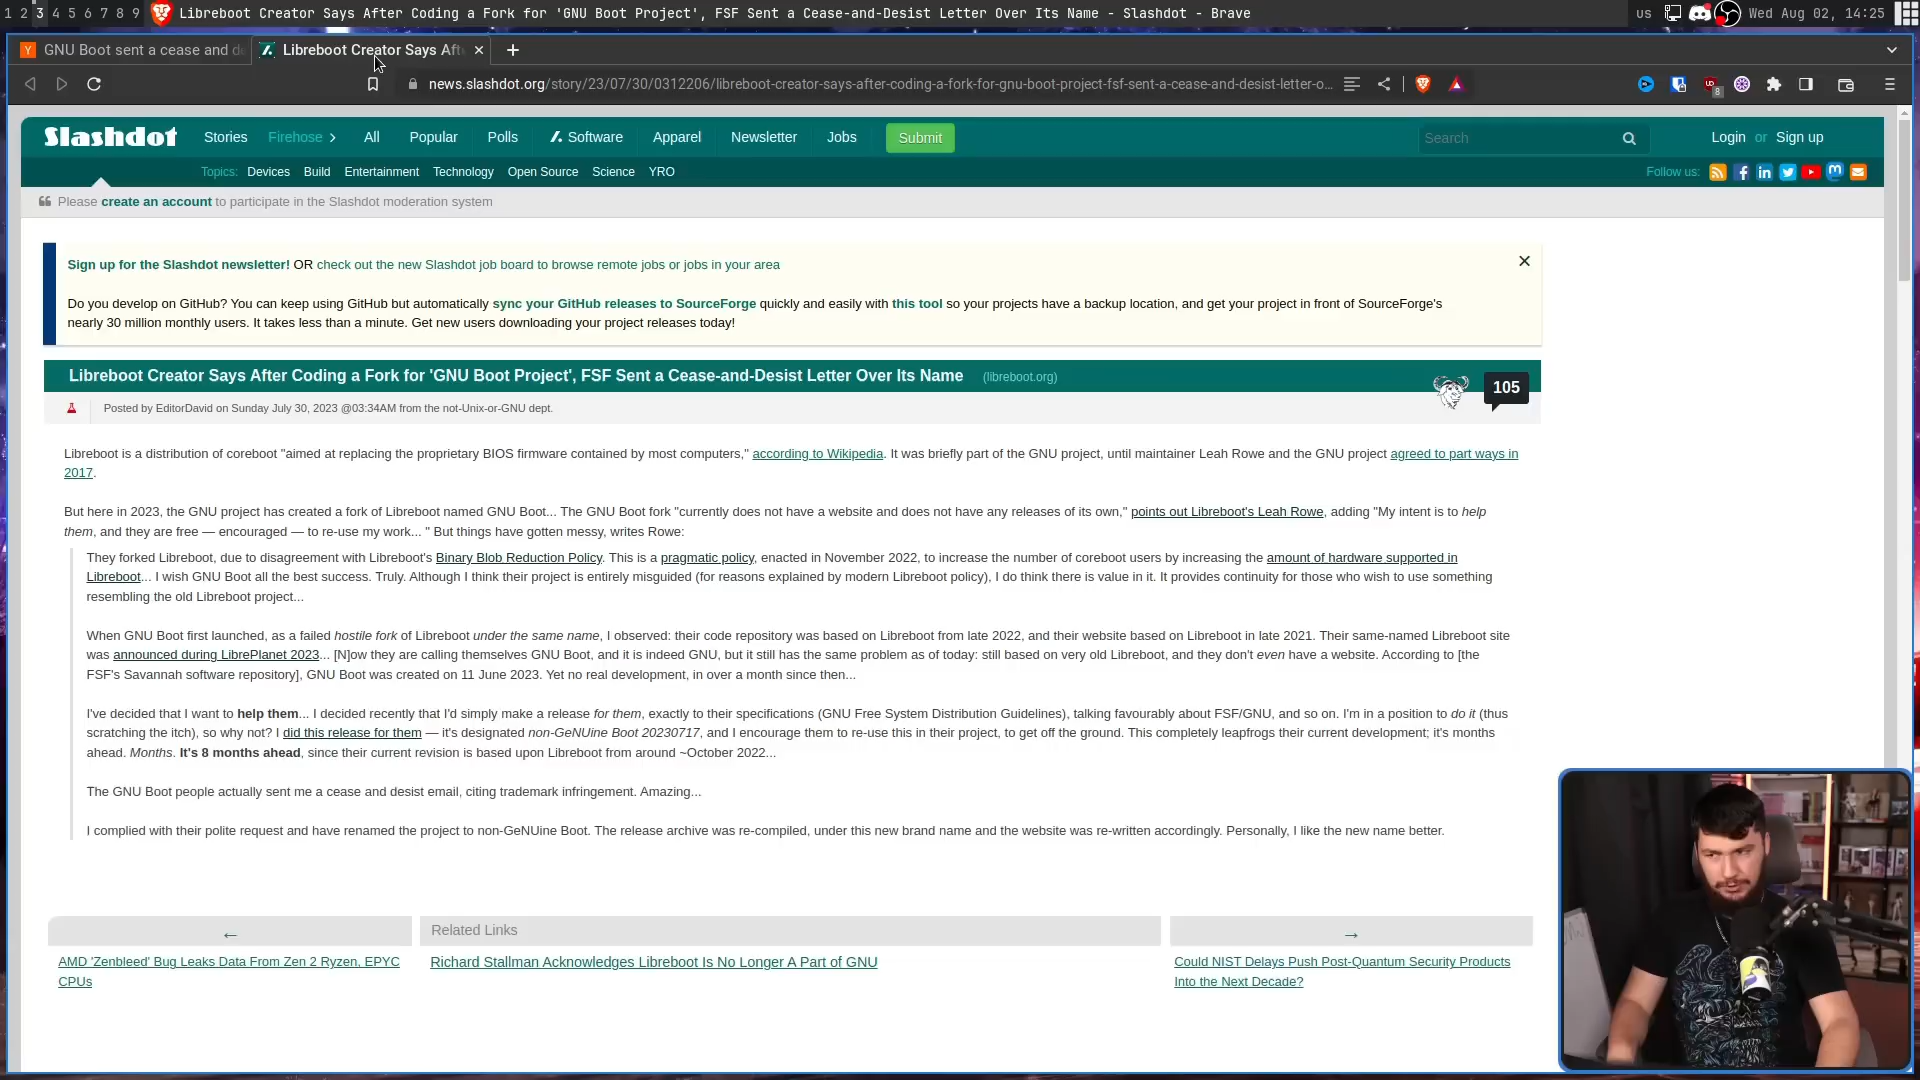 1 2 3 4 5 6 7 8 9 Libreboot Creator Says After Coding a Fork for 'GNU Boot Project', FSF Sent a Cease-and-Desist Letter Over Its Name - Slashdot - Brave us Wed Aug 02, 14:25
GNU Boot sent a cease and de Libreboot Creator Says Aft
news.slashdot.org/story/23/07/30/0312206/libreboot-creator-says-after-coding-a-fork-for-gnu-boot-project-fsf-sent-a-cease-and-desist-letter-o... 8
Slashdot Stories Firehose All Popular Polls Software Apparel Newsletter Jobs Submit Search Login or Sign up
Topics: Devices Build Entertainment Technology Open Source Science YRO Follow us:
Please create an account to participate in the Slashdot moderation system
Sign up for the Slashdot newsletter! OR check out the new Slashdot job board to browse remote jobs or jobs in your area
Do you develop on GitHub? You can keep using GitHub but automatically sync your GitHub releases to SourceForge quickly and easily with this tool so your projects have a backup location, and get your project in front of SourceForge's
nearly 30 million monthly users. It takes less than a minute. Get new users downloading your project releases today!
Libreboot Creator Says After Coding a Fork for 'GNU Boot Project', FSF Sent a Cease-and-Desist Letter Over Its Name (libreboot.org) 105
Posted by EditorDavid on Sunday July 30, 2023 @03:34AM from the not-Unix-or-GNU dept.
Libreboot is a distribution of coreboot "aimed at replacing the proprietary BIOS firmware contained by most computers," according to Wikipedia. It was briefly part of the GNU project, until maintainer Leah Rowe and the GNU project agreed to part ways in
2017.
But here in 2023, the GNU project has created a fork of Libreboot named GNU Boot... The GNU Boot fork "currently does not have a website and does not have any releases of its own," points out Libreboot's Leah Rowe, adding "My intent is to help
them, and they are free — encouraged — to re-use my work... " But things have gotten messy, writes Rowe:
They forked Libreboot, due to disagreement with Libreboot's Binary Blob Reduction Policy. This is a pragmatic policy, enacted in November 2022, to increase the number of coreboot users by increasing the amount of hardware supported in
Libreboot... I wish GNU Boot all the best success. Truly. Although I think their project is entirely misguided (for reasons explained by modern Libreboot policy), I do think there is value in it. It provides continuity for those who wish to use something
resembling the old Libreboot project...
When GNU Boot first launched, as a failed hostile fork of Libreboot under the same name, I observed: their code repository was based on Libreboot from late 2022, and their website based on Libreboot in late 2021. Their same-named Libreboot site
was announced during LibrePlanet 2023... [N]ow they are calling themselves GNU Boot, and it is indeed GNU, but it still has the same problem as of today: still based on very old Libreboot, and they don't even have a website. According to [the
FSF's Savannah software repository], GNU Boot was created on 11 June 2023. Yet no real development, in over a month since then...
I've decided that I want to help them... I decided recently that I'd simply make a release for them, exactly to their specifications (GNU Free System Distribution Guidelines), talking favourably about FSF/GNU, and so on. I'm in a position to do it (thus
scratching the itch), so why not? I did this release for them — it's designated non-GeNUine Boot 20230717, and I encourage them to re-use this in their project, to get off the ground. This completely leapfrogs their current development; it's months
ahead. Months. It's 8 months ahead, since their current revision is based upon Libreboot from around ~October 2022...
The GNU Boot people actually sent me a cease and desist email, citing trademark infringement. Amazing...
I complied with their polite request and have renamed the project to non-GeNUine Boot. The release archive was re-compiled, under this new brand name and the website was re-written accordingly. Personally, I like the new name better.
← Related Links →
AMD 'Zenbleed' Bug Leaks Data From Zen 2 Ryzen, EPYC
CPUs
Richard Stallman Acknowledges Libreboot Is No Longer A Part of GNU
Could NIST Delays Push Post-Quantum Security Products
Into the Next Decade?